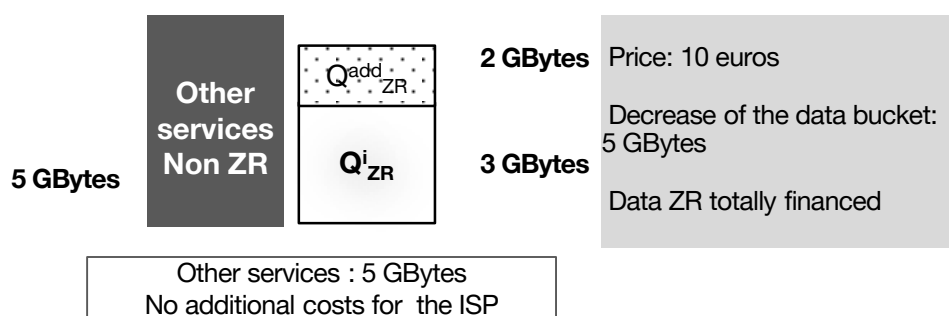 5 GBytes
Other
services
Non ZR
Q^add_ZR
Q^i_ZR
2 GBytes
3 GBytes
Price: 10 euros
Decrease of the data bucket:
5 GBytes
Data ZR totally financed
Other services : 5 GBytes
No additional costs for the ISP